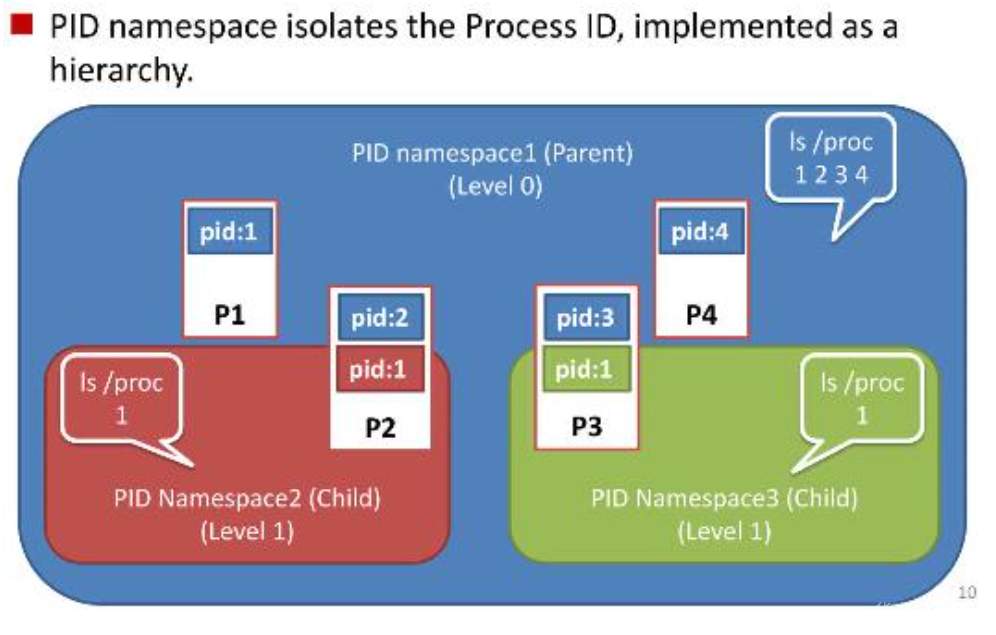 PID namespace isolates the Process ID, implemented as a
hierarchy.
PID namespace1 (Parent)
(Level 0)
ls /proc
1 2 3 4
pid:1
P1
pid:2
pid:1
P2
pid:3
pid:1
P3
pid:4
P4
ls /proc
1
PID Namespace2 (Child)
(Level 1)
ls /proc
1
PID Namespace3 (Child)
(Level 1)
10